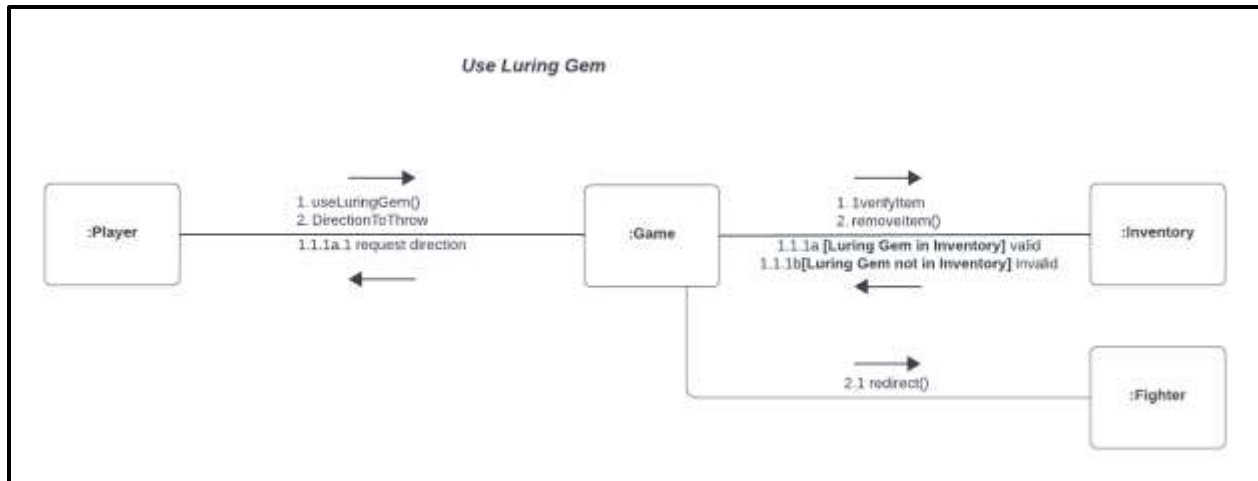 Use Luring Gem
:Player
1. useLuringGem()
2. DirectionToThrow
1.1.1a.1 request direction
:Game
1. 1verifyItem
2. removeItem()
1.1.1a [Luring Gem in Inventory] valid
1.1.1b[Luring Gem not in Inventory] invalid
:Inventory
2.1 redirect()
:Fighter